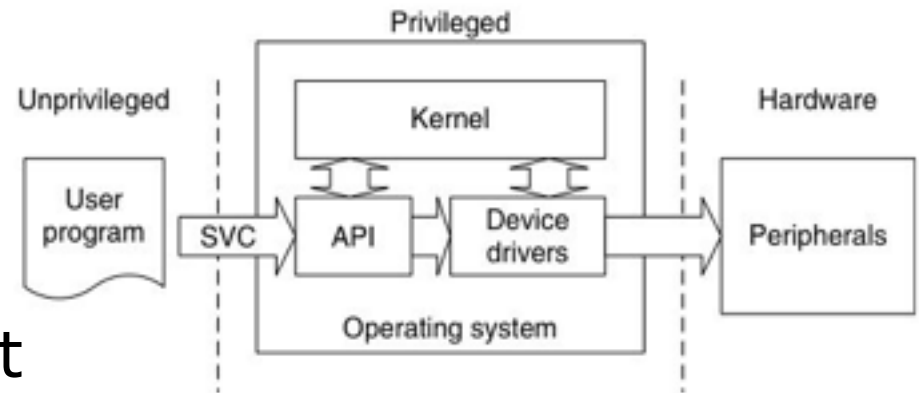 Privileged
Unprivileged
Hardware
Kernel
User
program
SVC
API
Device
drivers
Peripherals
Operating system
t